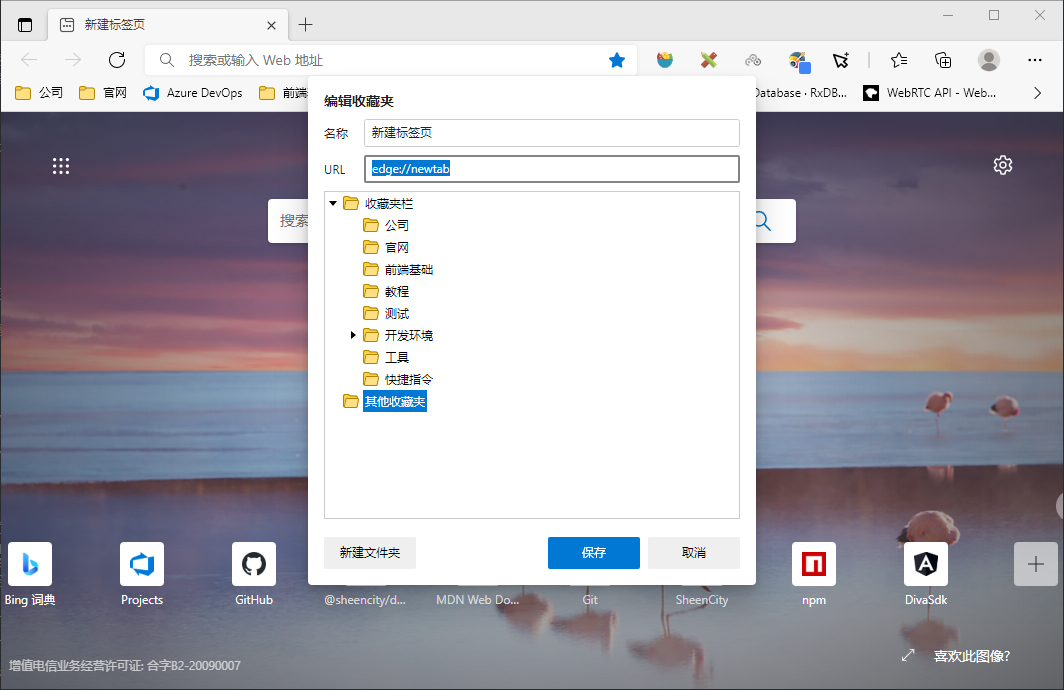 新建标签页
搜索或输入 Web 地址
公司
官网
Azure DevOps
前端
Database · RxDB...
WebRTC API - Web...
编辑收藏夹
名称
新建标签页
URL
edge://newtab
搜索
收藏夹栏
公司
官网
前端基础
教程
测试
开发环境
工具
快捷指令
其他收藏夹
新建文件夹
保存
取消
Bing 词典
Projects
GitHub
@sheencity/d...
MDN Web Do...
Git
SheenCity
npm
DivaSdk
增值电信业务经营许可证: 合字B2-20090007
喜欢此图像?